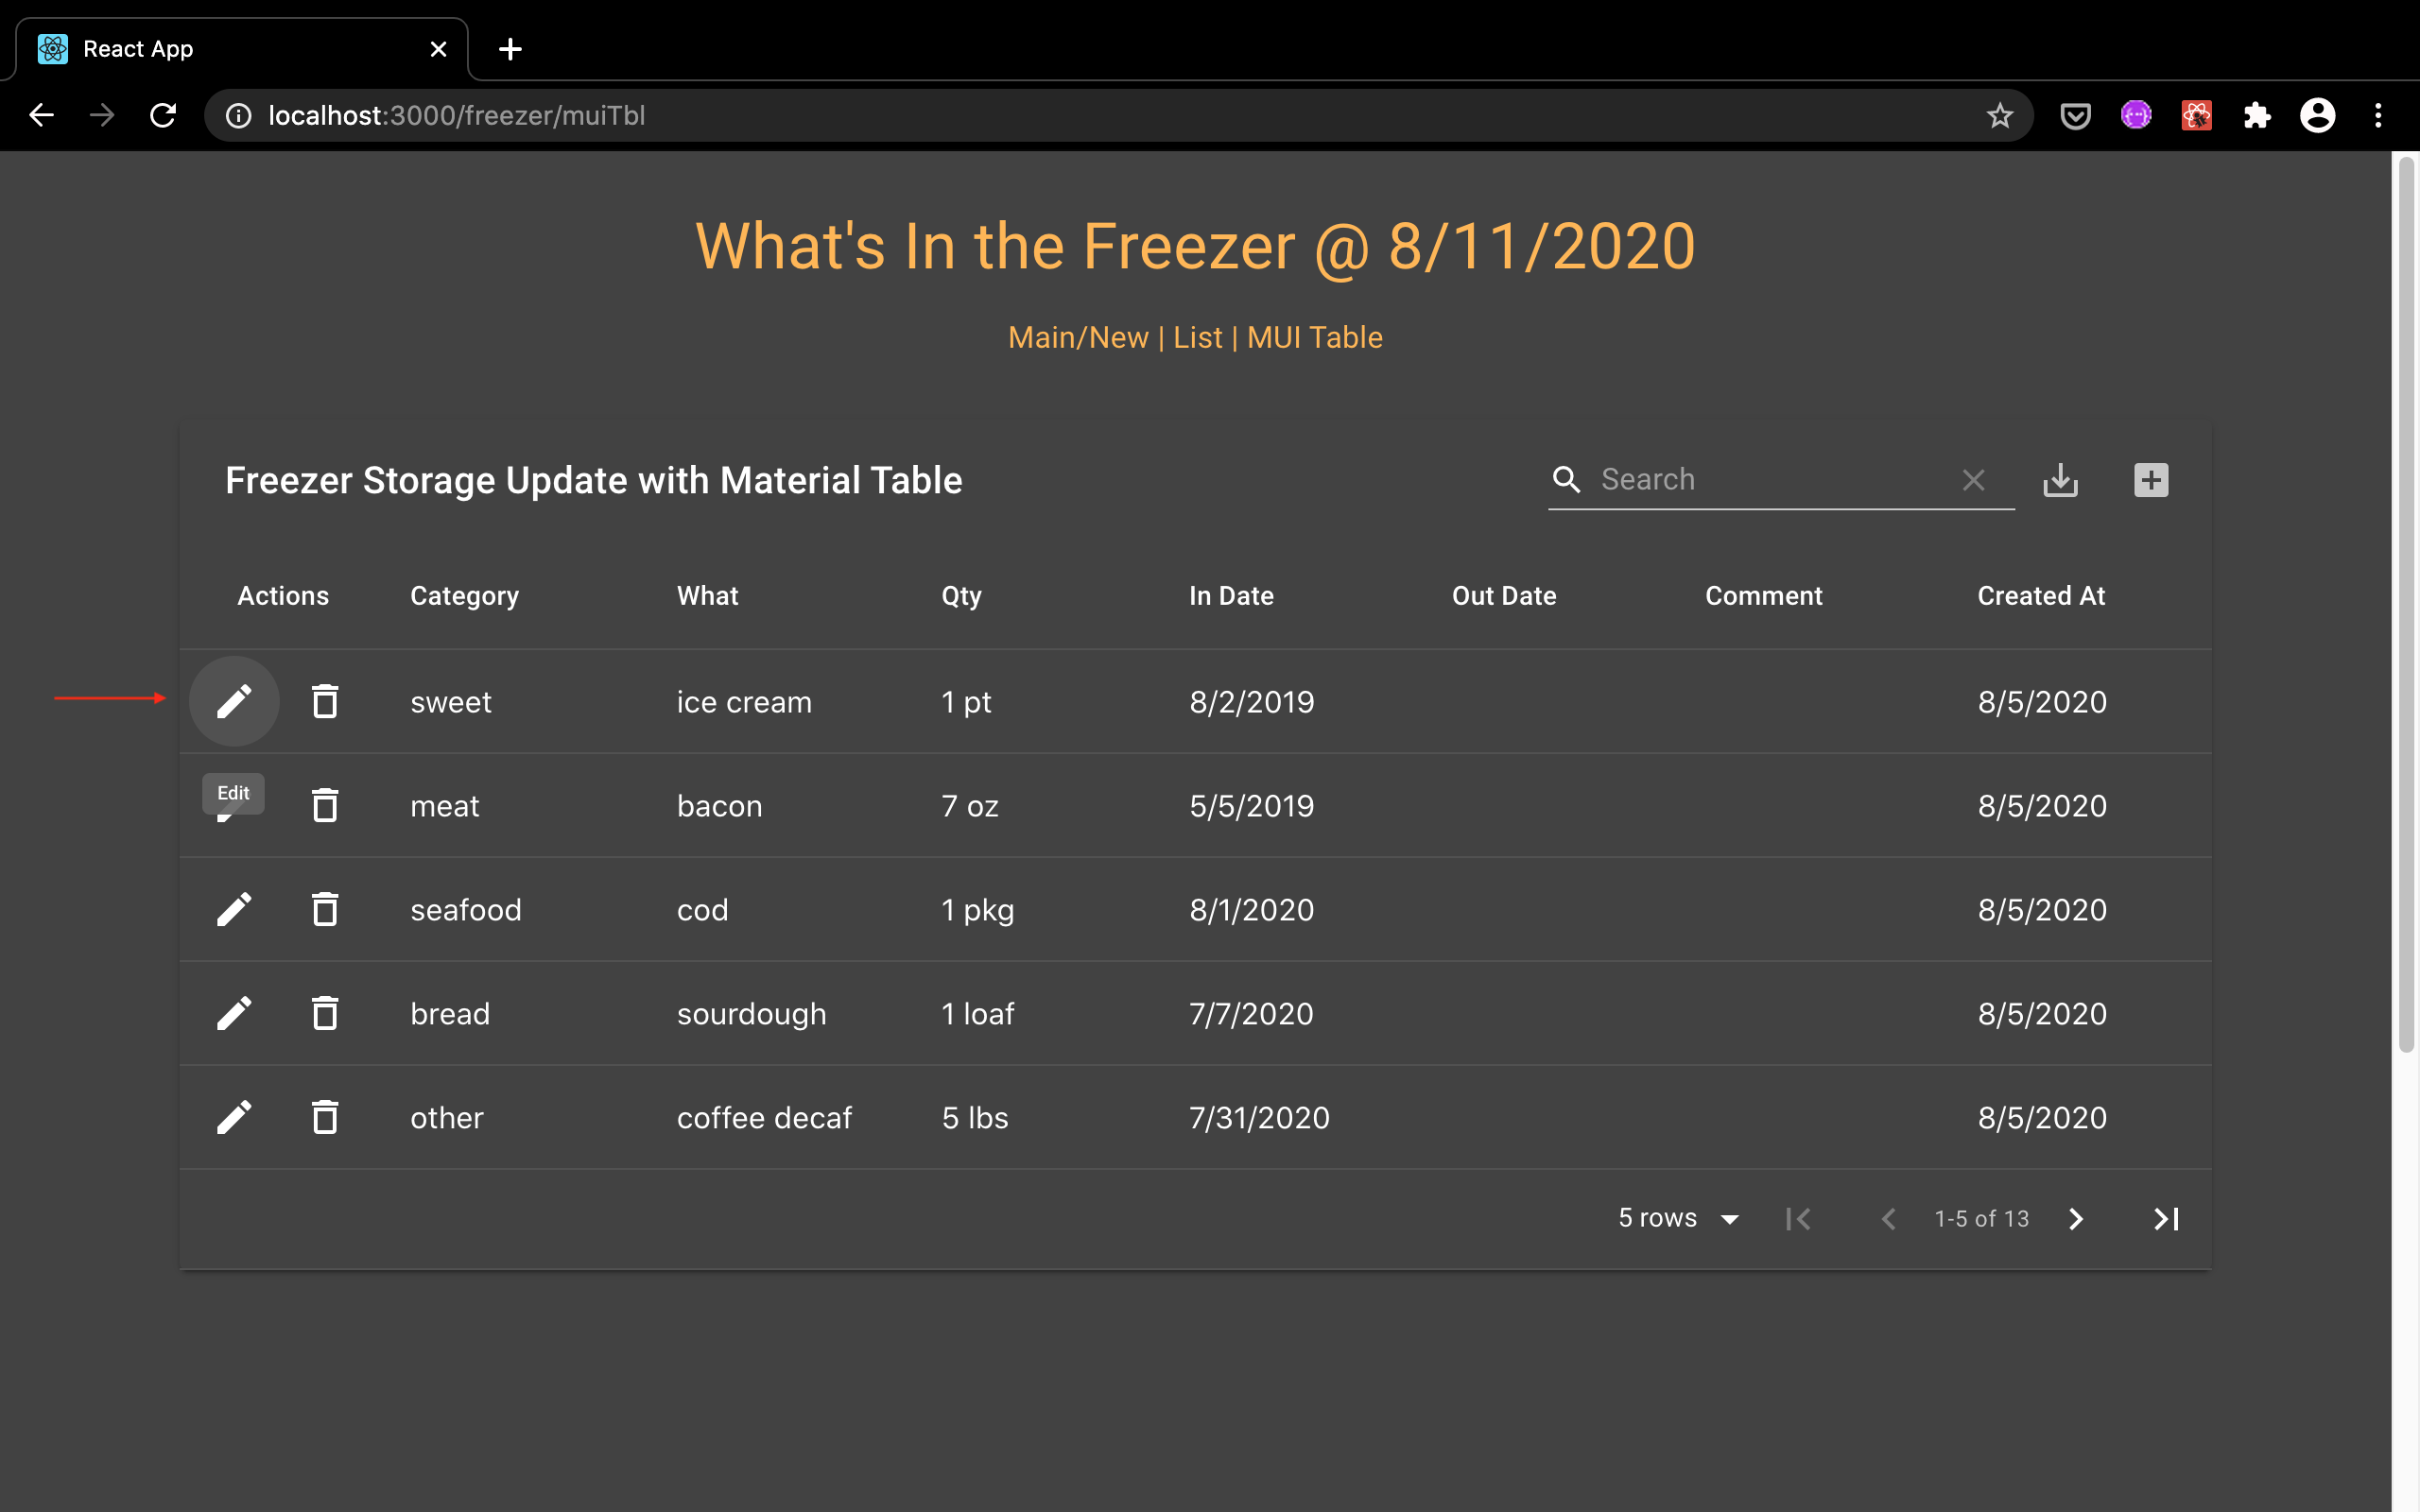 React App
localhost:3000/freezer/muiTbl
What's In the Freezer @ 8/11/2020
Main/New | List | MUI Table
Freezer Storage Update with Material Table
Search
Actions Category What Qty In Date Out Date Comment Created At
sweet ice cream 1 pt 8/2/2019 8/5/2020
Edit
meat bacon 7 oz 5/5/2019 8/5/2020
seafood cod 1 pkg 8/1/2020 8/5/2020
bread sourdough 1 loaf 7/7/2020 8/5/2020
other coffee decaf 5 lbs 7/31/2020 8/5/2020
5 rows 1-5 of 13